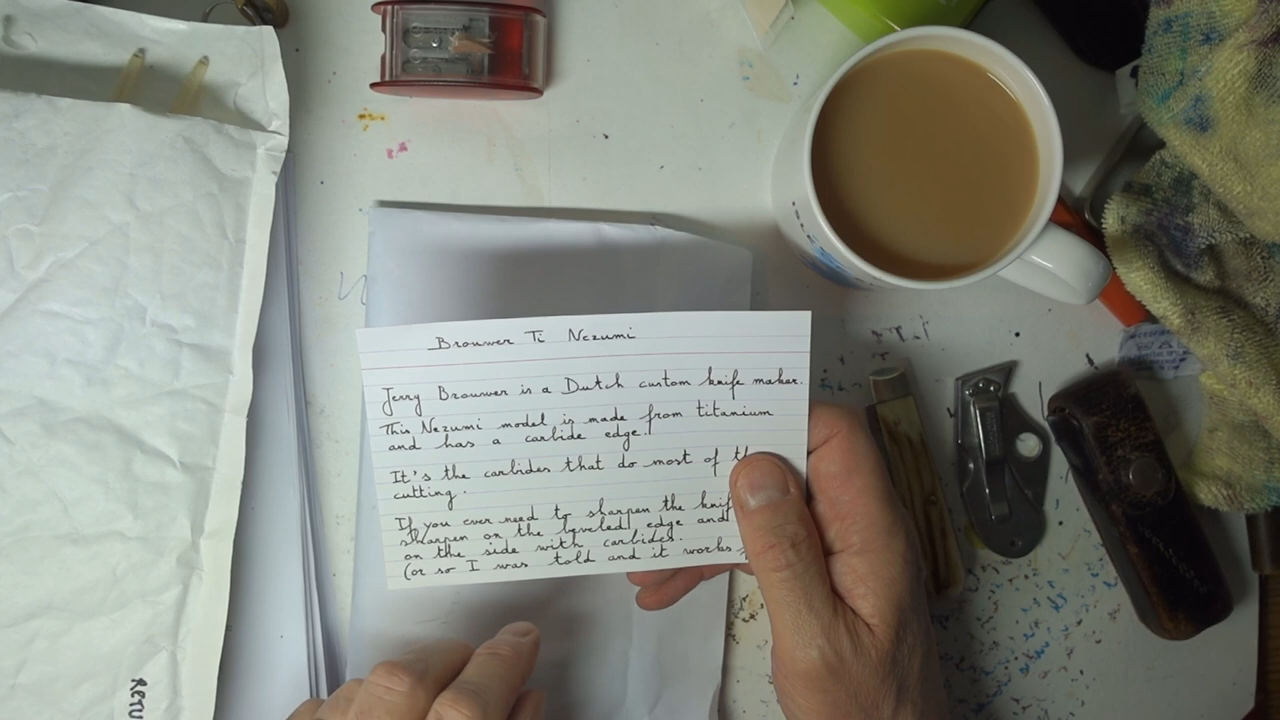 Brouwer Ti Nezumi
Jerry Brouwer is a Dutch custom knife maker.
This Nezumi model is made from titanium
and has a carbide edge.
It's the carbides that do most of
cutting.
If you ever need to sharpen the
sharpen on the beveled edge and
on the side with carbides.
(or so I was told and it works
RETU